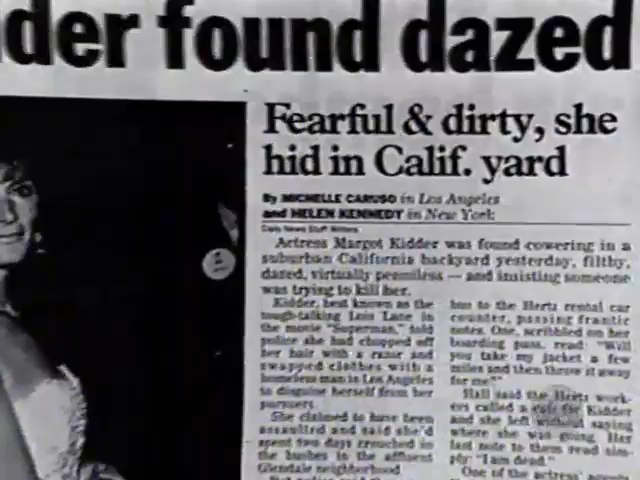 der found dazed
Fearful & dirty, she
hid in Calif. yard
By MICHELLE CARUSO in Los Angeles
and HELEN KENNEDY in New York
Daily News Staff Writers
Actress Margot Kidder was found cowering in a
suburban California backyard yesterday, filthy,
dazed, virtually penniless — and insisting someone
was trying to kill her.
Kidder, best known as the
tough-talking Lois Lane in
the movie "Superman," told
police she had chopped off
her hair with a razor and
swapped clothes with a
homeless man in Los Angeles
to disguise herself from her
pursuers.
She claimed to have been
assaulted and said she'd
spent two days crouched in
the bushes in the affluent
Glendale neighborhood
bus to the Hertz rental car
counter, passing frantic
notes. One, scribbled on her
boarding pass, read: "Will
you take my jacket a few
miles and then throw it away
for me?"
Hall said the Hertz work-
ers called a cab for Kidder
and she left without saying
where she was going. Her
last note to them read sim-
ply: "I am dead."
One of the actress' agents